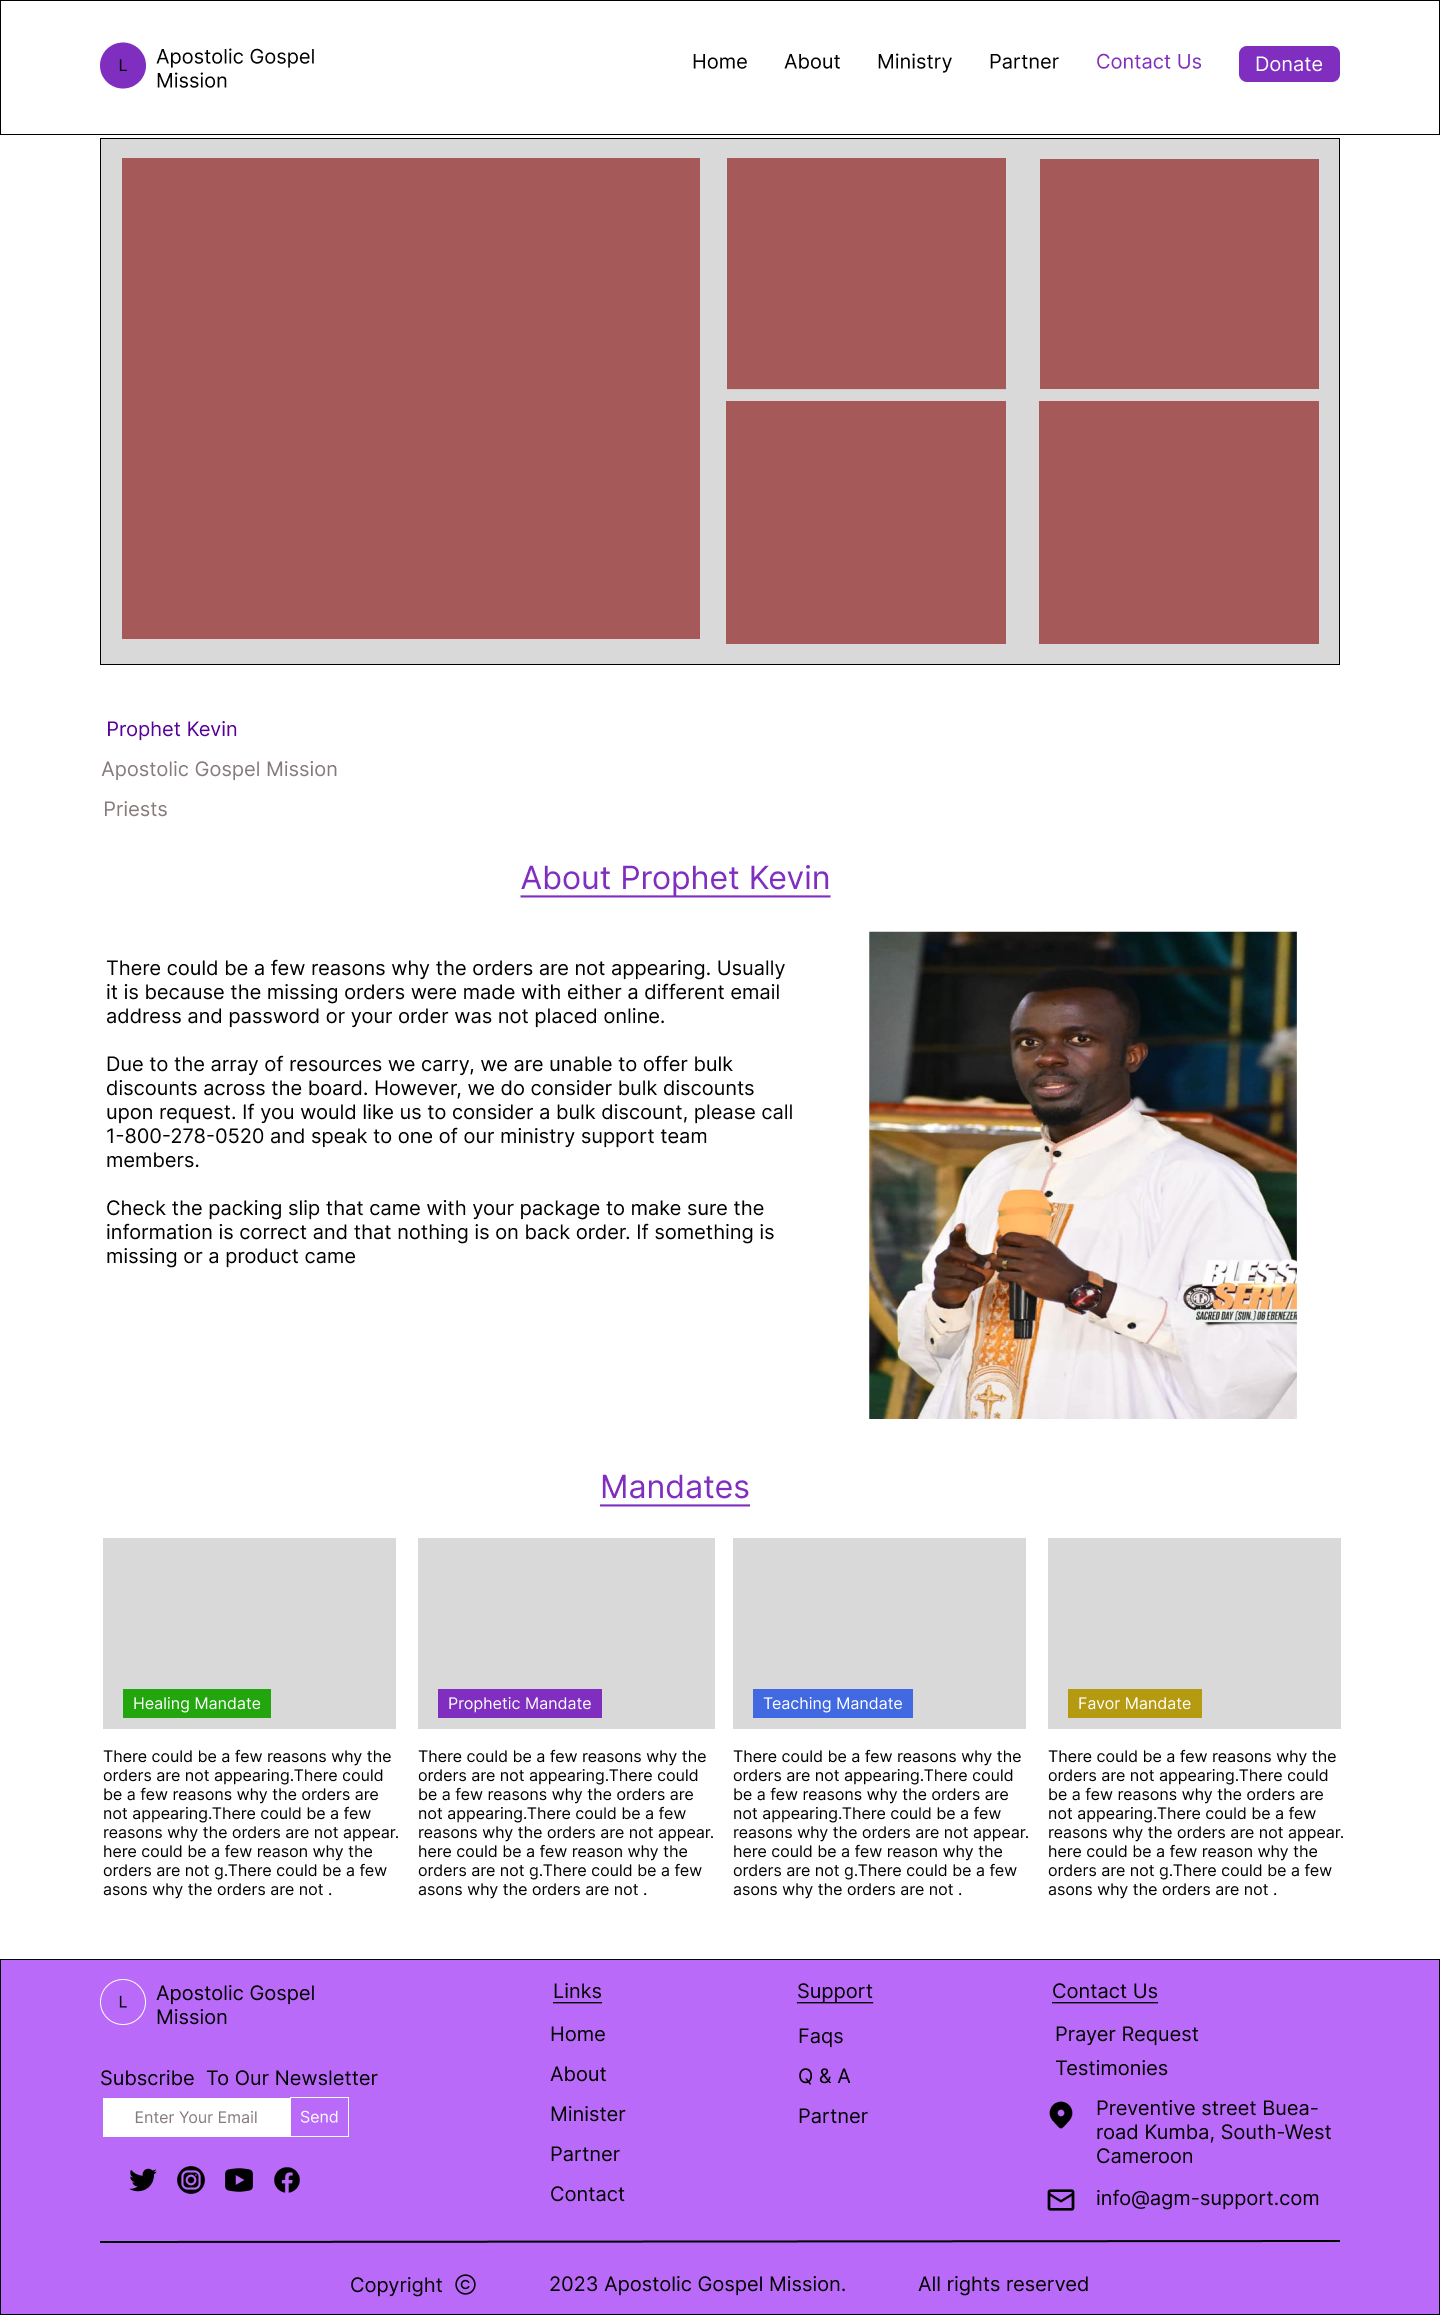 L
Apostolic Gospel
Mission
Home
About
Ministry
Partner
Contact Us
Donate
Prophet Kevin
Apostolic Gospel Mission
Priests
About Prophet Kevin
There could be a few reasons why the orders are not appearing. Usually
it is because the missing orders were made with either a different email
address and password or your order was not placed online.
Due to the array of resources we carry, we are unable to offer bulk
discounts across the board. However, we do consider bulk discounts
upon request. If you would like us to consider a bulk discount, please call
1-800-278-0520 and speak to one of our ministry support team
members.
Check the packing slip that came with your package to make sure the
information is correct and that nothing is on back order. If something is
missing or a product came
BLESS
SERVI
SACRED DAY [SUN.] @6 EBENEZER
Mandates
Healing Mandate
There could be a few reasons why the
orders are not appearing.There could
be a few reasons why the orders are
not appearing.There could be a few
reasons why the orders are not appear.
here could be a few reason why the
orders are not g.There could be a few
asons why the orders are not .
Prophetic Mandate
There could be a few reasons why the
orders are not appearing.There could
be a few reasons why the orders are
not appearing.There could be a few
reasons why the orders are not appear.
here could be a few reason why the
orders are not g.There could be a few
asons why the orders are not .
Teaching Mandate
There could be a few reasons why the
orders are not appearing.There could
be a few reasons why the orders are
not appearing.There could be a few
reasons why the orders are not appear.
here could be a few reason why the
orders are not g.There could be a few
asons why the orders are not .
Favor Mandate
There could be a few reasons why the
orders are not appearing.There could
be a few reasons why the orders are
not appearing.There could be a few
reasons why the orders are not appear.
here could be a few reason why the
orders are not g.There could be a few
asons why the orders are not .
L
Apostolic Gospel
Mission
Subscribe  To Our Newsletter
Enter Your Email
Send
Links
Home
About
Minister
Partner
Contact
Support
Faqs
Q & A
Partner
Contact Us
Prayer Request
Testimonies
Preventive street Buea-
road Kumba, South-West
Cameroon
info@agm-support.com
Copyright ©
2023 Apostolic Gospel Mission.
All rights reserved